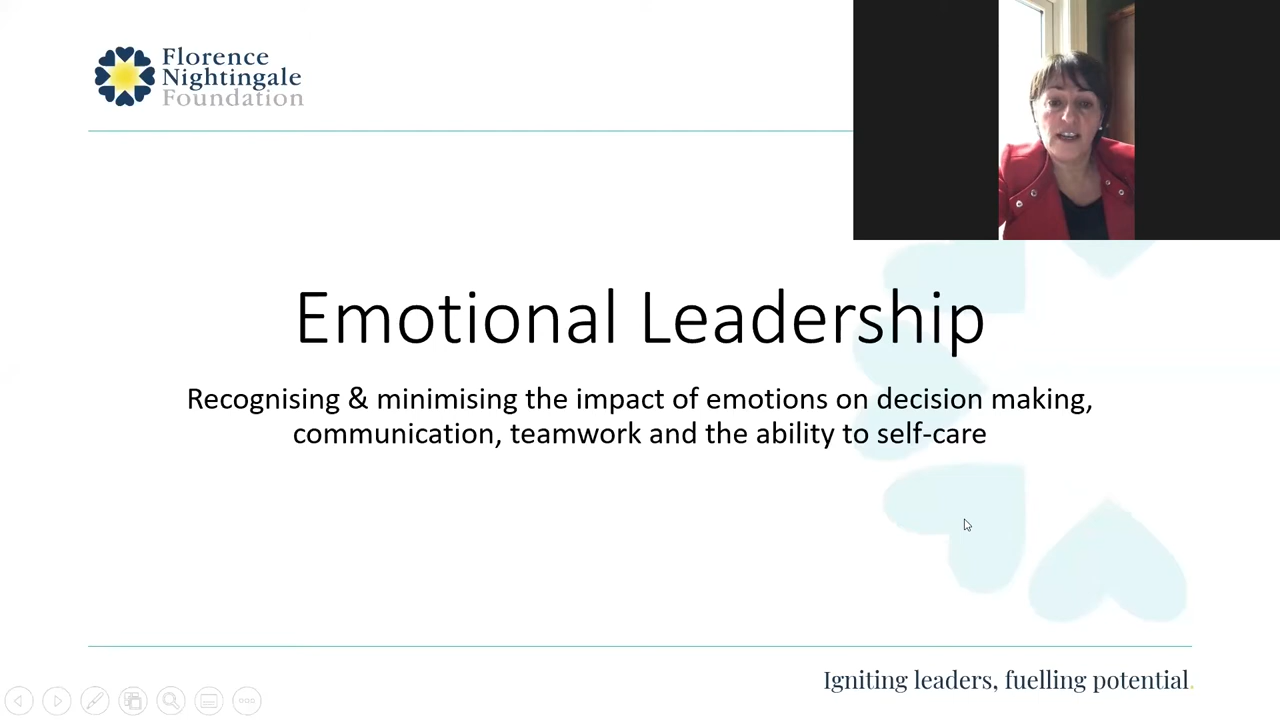 Florence
Nightingale
Foundation
Emotional Leadership
Recognising & minimising the impact of emotions on decision making,
communication, teamwork and the ability to self-care
Igniting leaders, fuelling potential.